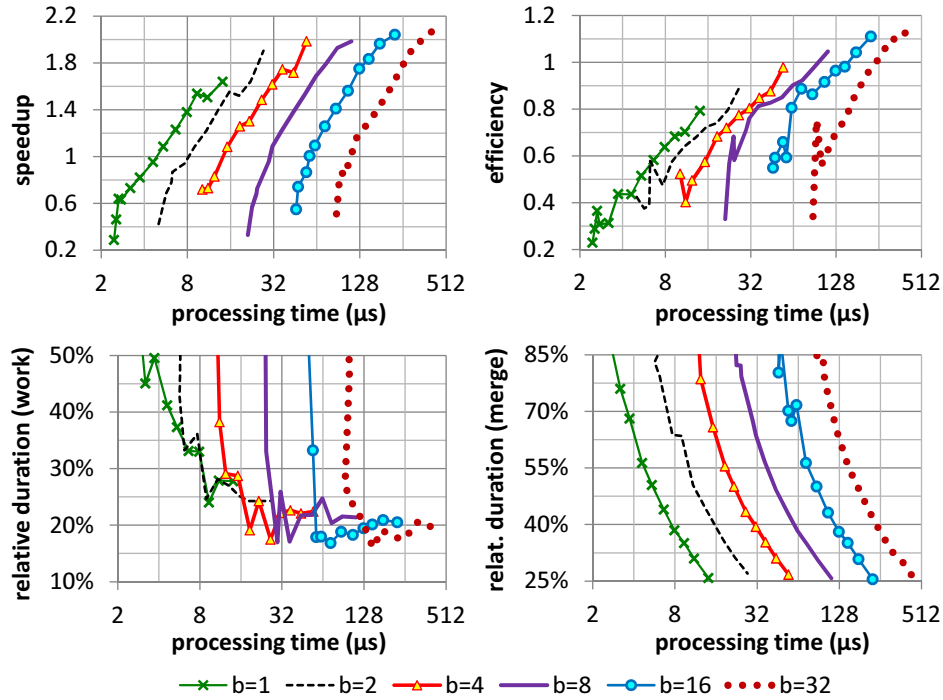 speedup
2.2
1.8
1.4
1
0.6
0.2
2 8 32 128 512
processing time (µs)
efficiency
1.2
1
0.8
0.6
0.4
0.2
2 8 32 128 512
processing time (µs)
relative duration (work)
50%
40%
30%
20%
10%
2 8 32 128 512
processing time (µs)
relat. duration (merge)
85%
70%
55%
40%
25%
2 8 32 128 512
processing time (µs)
b=1 b=2 b=4 b=8 b=16 b=32